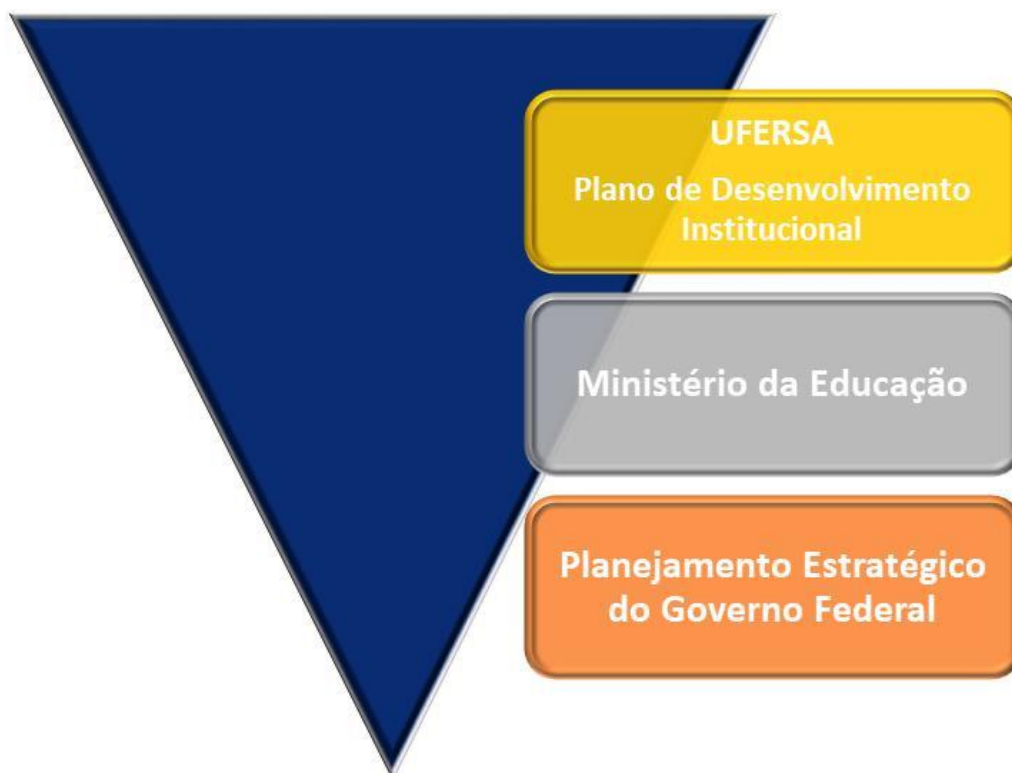 UFERSA
Plano de Desenvolvimento
Institucional
Ministério da Educação
Planejamento Estratégico
do Governo Federal